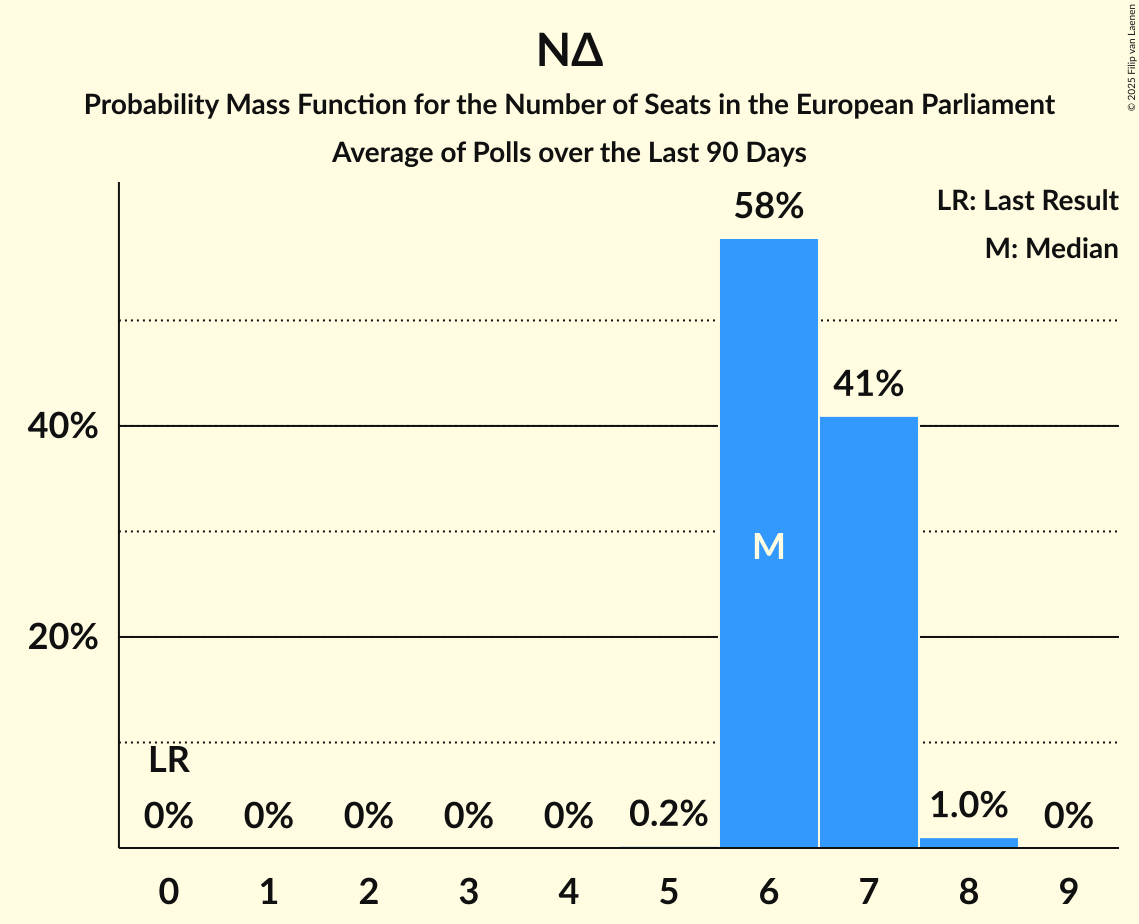 ΝΔ
Probability Mass Function for the Number of Seats in the European Parliament
Average of Polls over the Last 90 Days
© 2025 Filip van Laenen
LR: Last Result
M: Median
58%
41%
40%
M
20%
LR
0% 0% 0% 0% 0% 0.2% 1.0% 0%
0 1 2 3 4 5 6 7 8 9